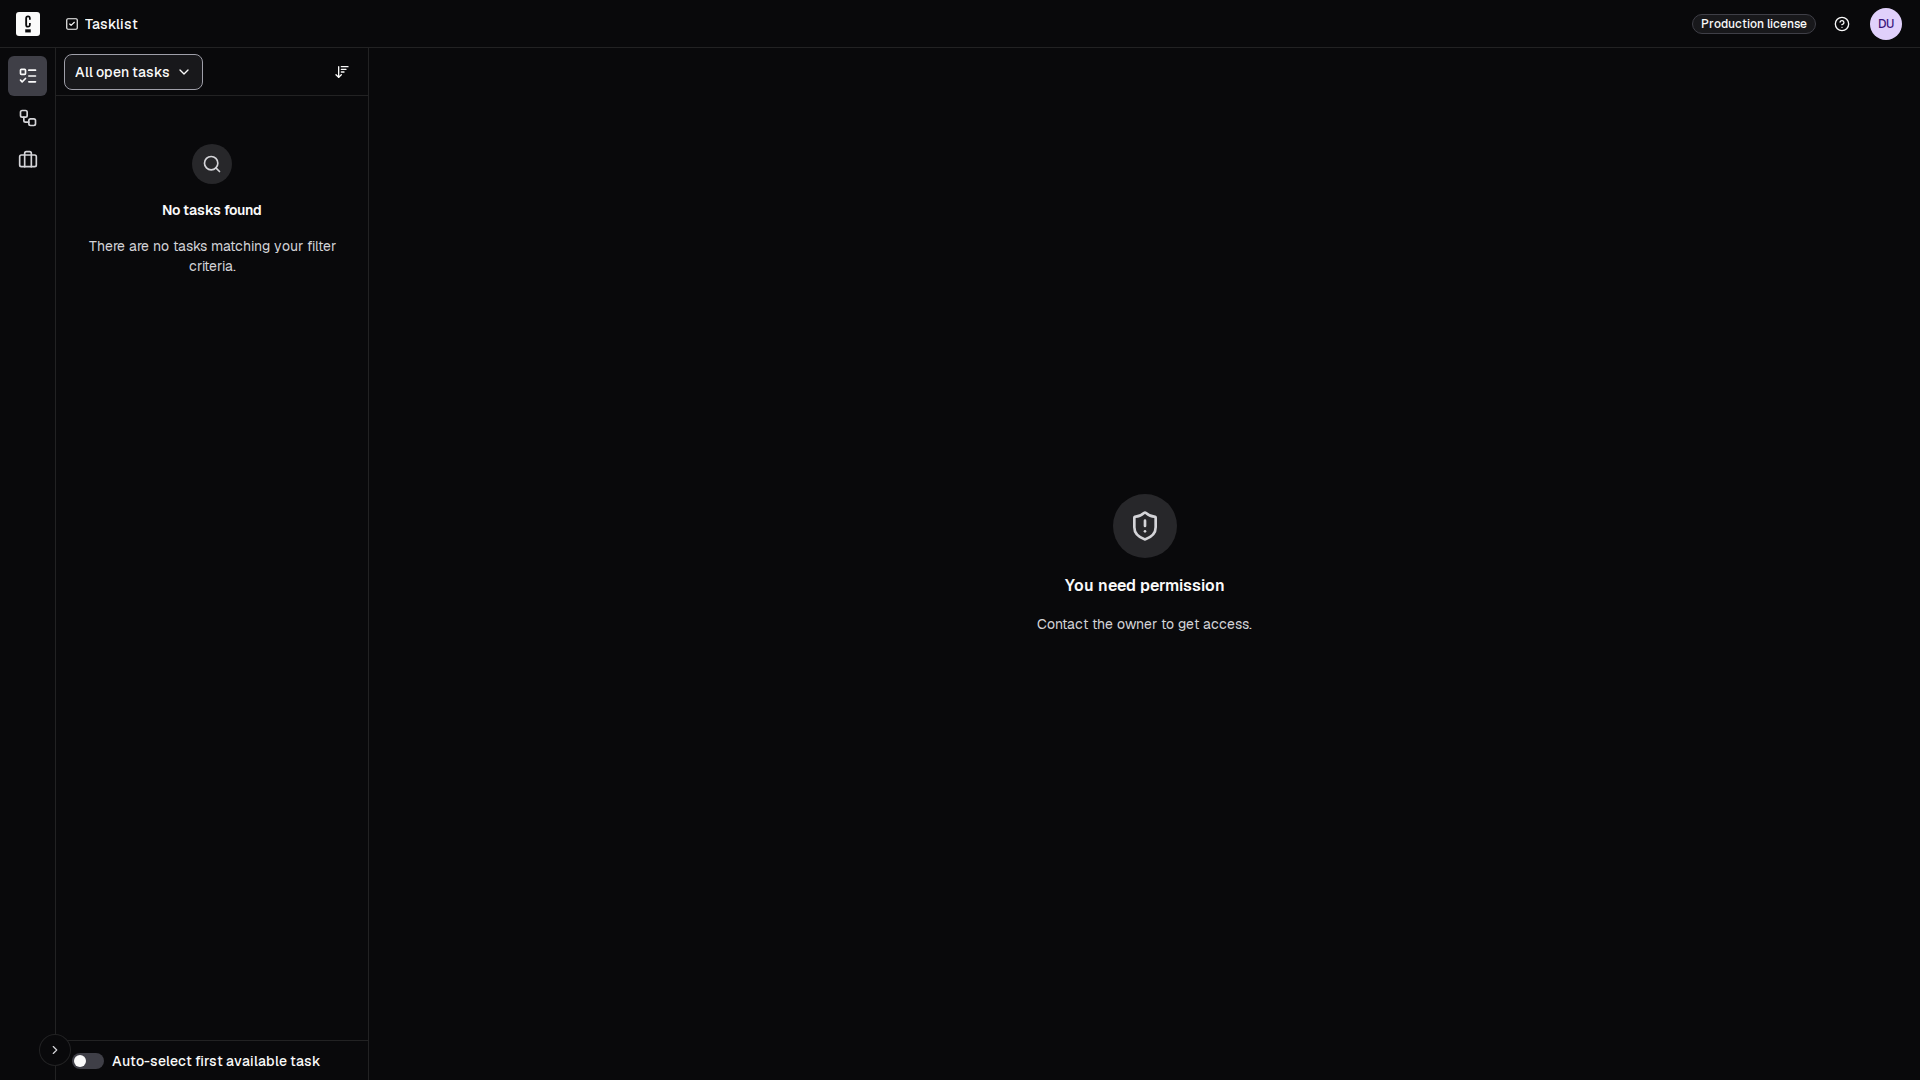 Tasklist
Production license
DU
All open tasks
No tasks found
There are no tasks matching your filter
criteria.
You need permission
Contact the owner to get access.
Auto-select first available task